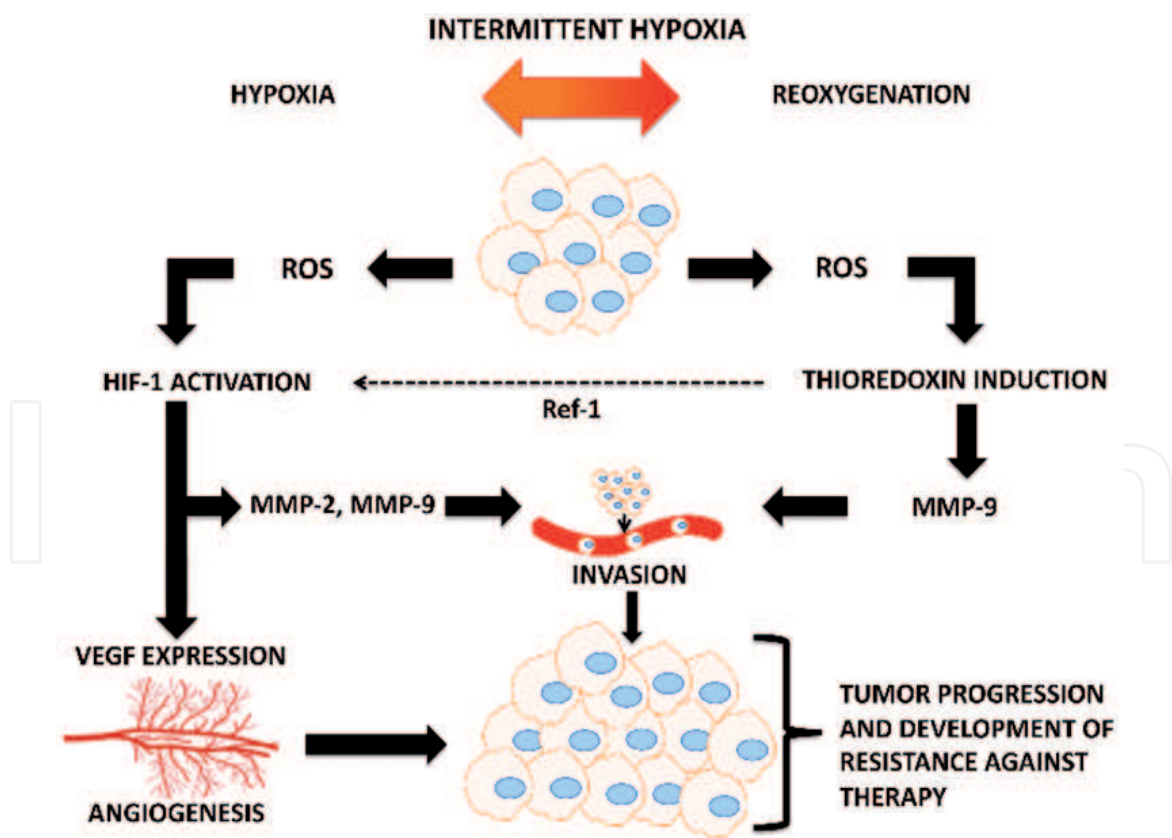 INTERMITTENT HYPOXIA
HYPOXIA
REOXYGENATION
ROS
ROS
HIF-1 ACTIVATION
THIOREDOXIN INDUCTION
Ref-1
MMP-2, MMP-9
MMP-9
INVASION
VEGF EXPRESSION
TUMOR PROGRESSION
AND DEVELOPMENT OF
RESISTANCE AGAINST
THERAPY
ANGIOGENESIS